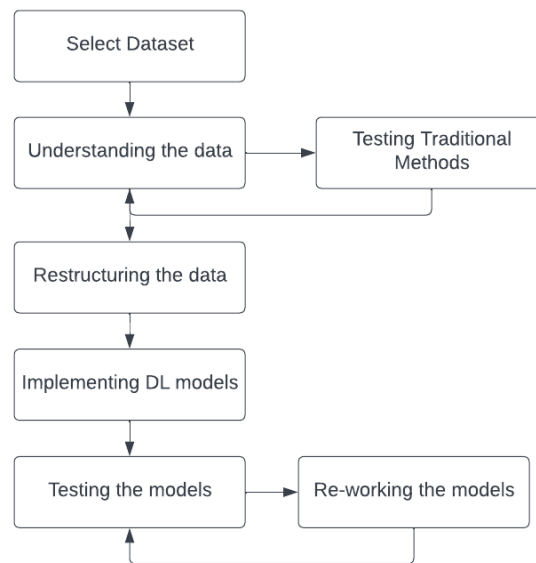 Select Dataset
Understanding the data
Testing Traditional
Methods
Restructuring the data
Implementing DL models
Testing the models
Re-working the models